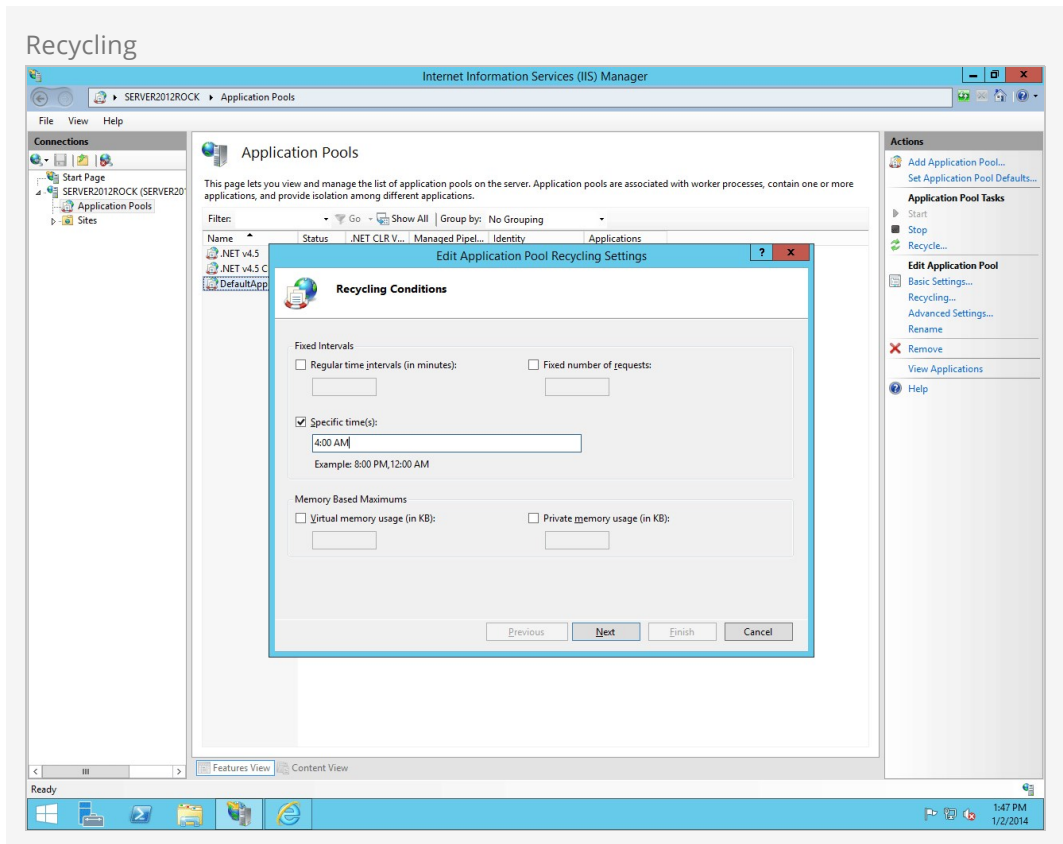 Recycling
Internet Information Services (IIS) Manager
SERVER2012ROCK Application Pools
File View Help
Connections
Start Page
SERVER2012ROCK (SERVER20
Application Pools
Sites
Application Pools
This page lets you view and manage the list of application pools on the server. Application pools are associated with worker processes, contain one or more
applications, and provide isolation among different applications.
Filter: Go Show All Group by: No Grouping
Name Status .NET CLR V... Managed Pipel... Identity Applications
.NET v4.5
.NET v4.5 C
DefaultApp
Edit Application Pool Recycling Settings ? x
Recycling Conditions
Fixed Intervals
Regular time intervals (in minutes): Fixed number of requests:
Specific time(s):
4:00 AM
Example: 8:00 PM,12:00 AM
Memory Based Maximums
Virtual memory usage (in KB): Private memory usage (in KB):
Previous Next Finish Cancel
Actions
Add Application Pool...
Set Application Pool Defaults...
Application Pool Tasks
Start
Stop
Recycle...
Edit Application Pool
Basic Settings...
Recycling...
Advanced Settings...
Rename
Remove
View Applications
Help
Features View Content View
Ready
1:47 PM
1/2/2014